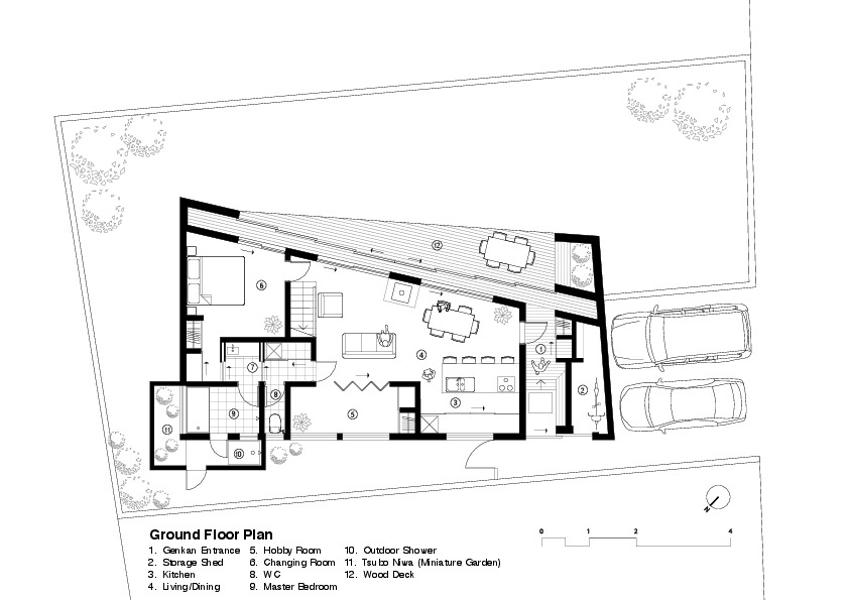 12
6
4
1
7
2
8
3
9
5
11
10
N
Ground Floor Plan
0 1 2 4
1. Genkan Entrance 5. Hobby Room 10. Outdoor Shower
2. Storage Shed 6. Changing Room 11. Tsubo Niwa (Miniature Garden)
3. Kitchen 8. WC 12. Wood Deck
4. Living/Dining 9. Master Bedroom